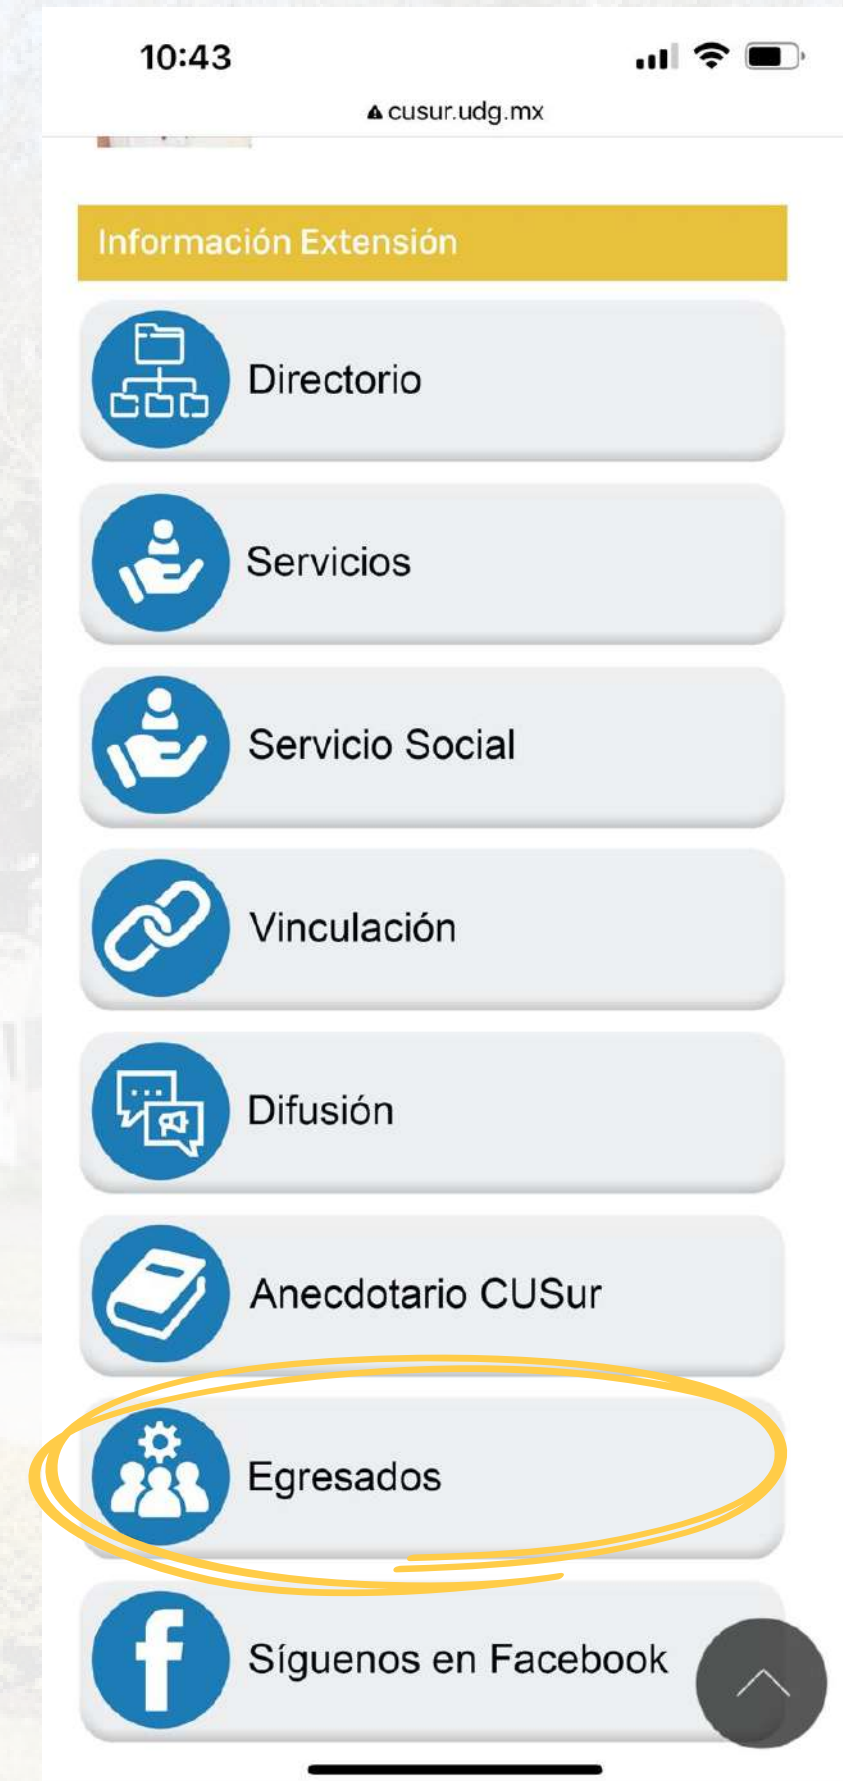 10:43
cusur.udg.mx
Información Extensión
Directorio
Servicios
Servicio Social
Vinculación
Difusión
Anecdotario CUSur
Egresados
Síguenos en Facebook